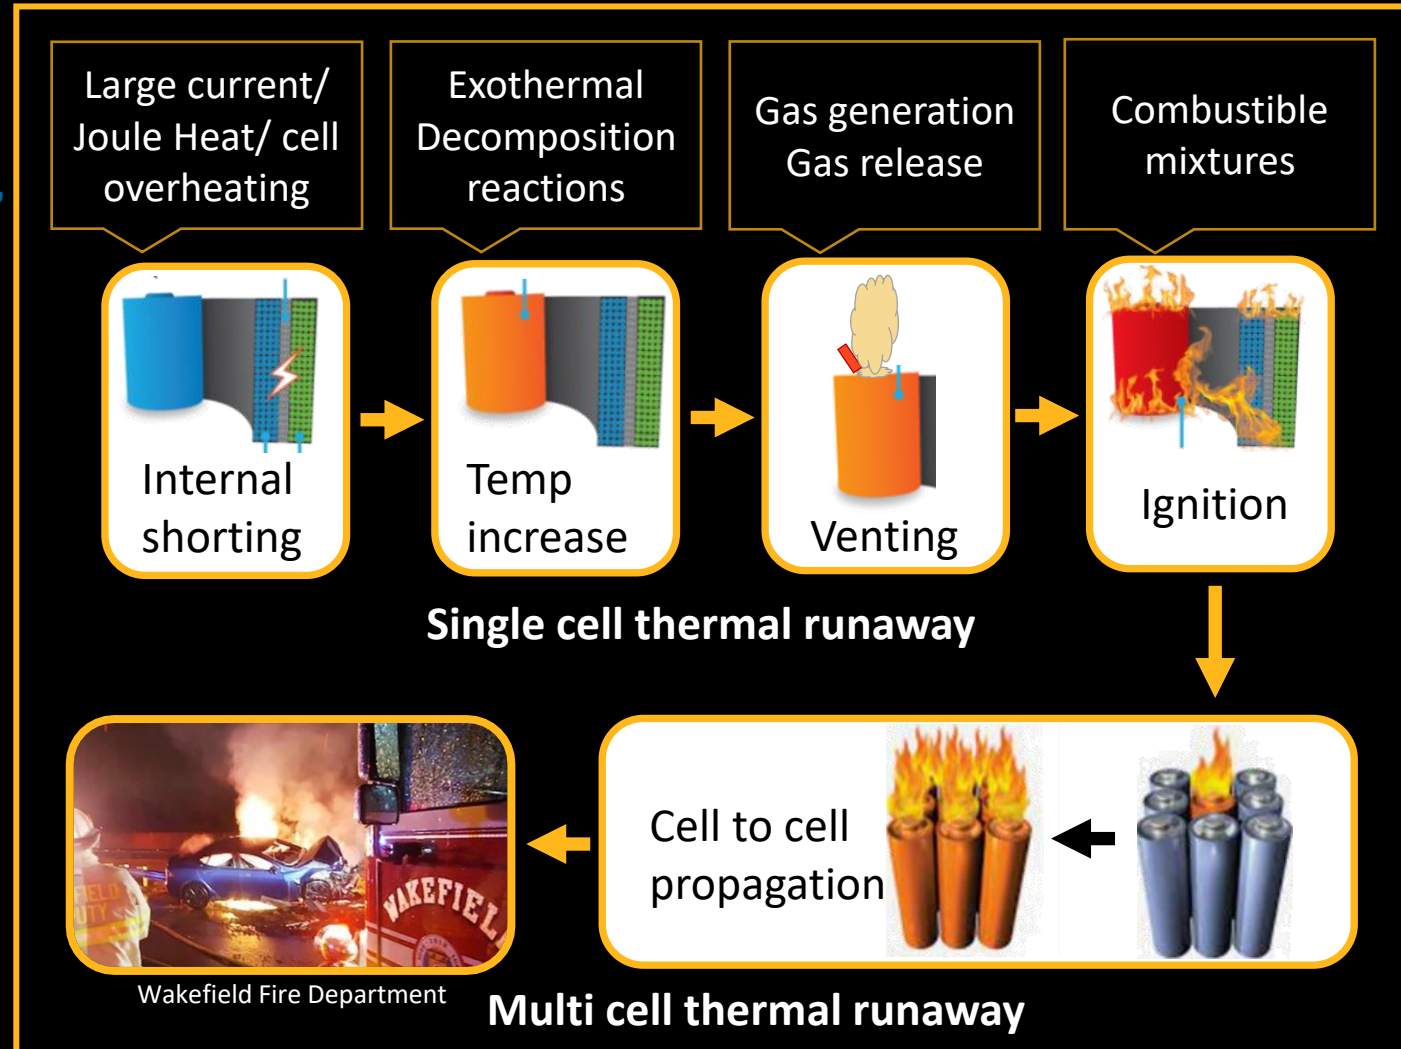 Large current/
Joule Heat/ cell
overheating
Exothermal
Decomposition
reactions
Gas generation
Gas release
Combustible
mixtures
Internal
shorting
Temp
increase
Venting
Ignition
Single cell thermal runaway
WAKEFIEL
Cell to cell
propagation
Wakefield Fire Department
Multi cell thermal runaway